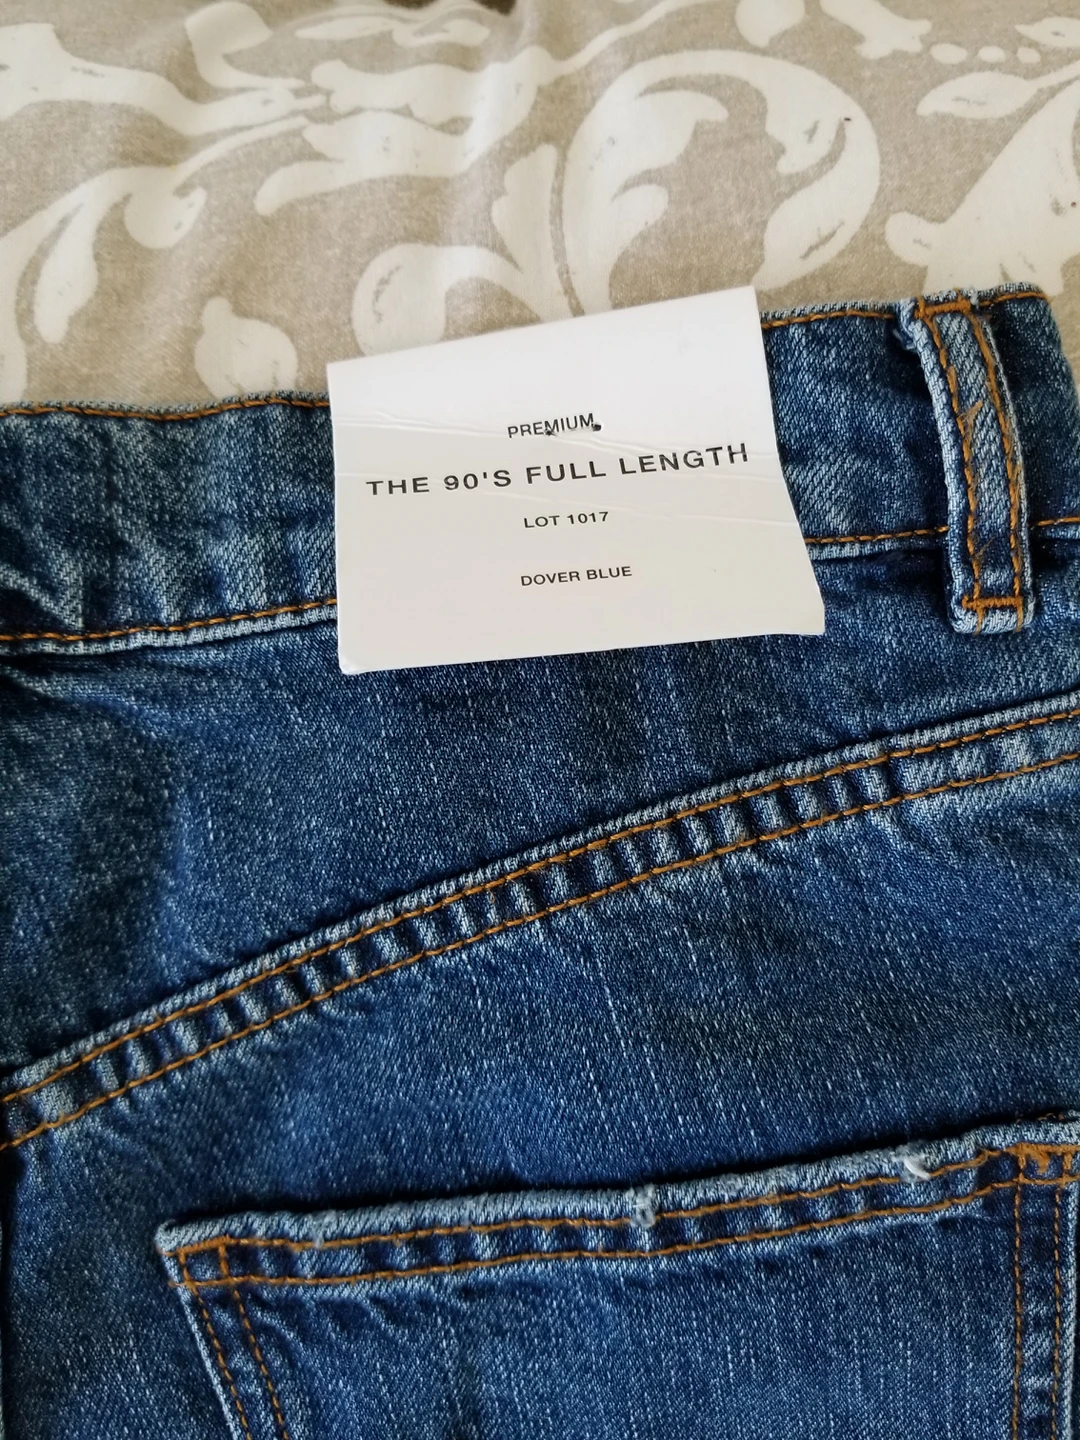 PREMIUM
THE 90'S FULL LENGTH
LOT 1017
DOVER BLUE